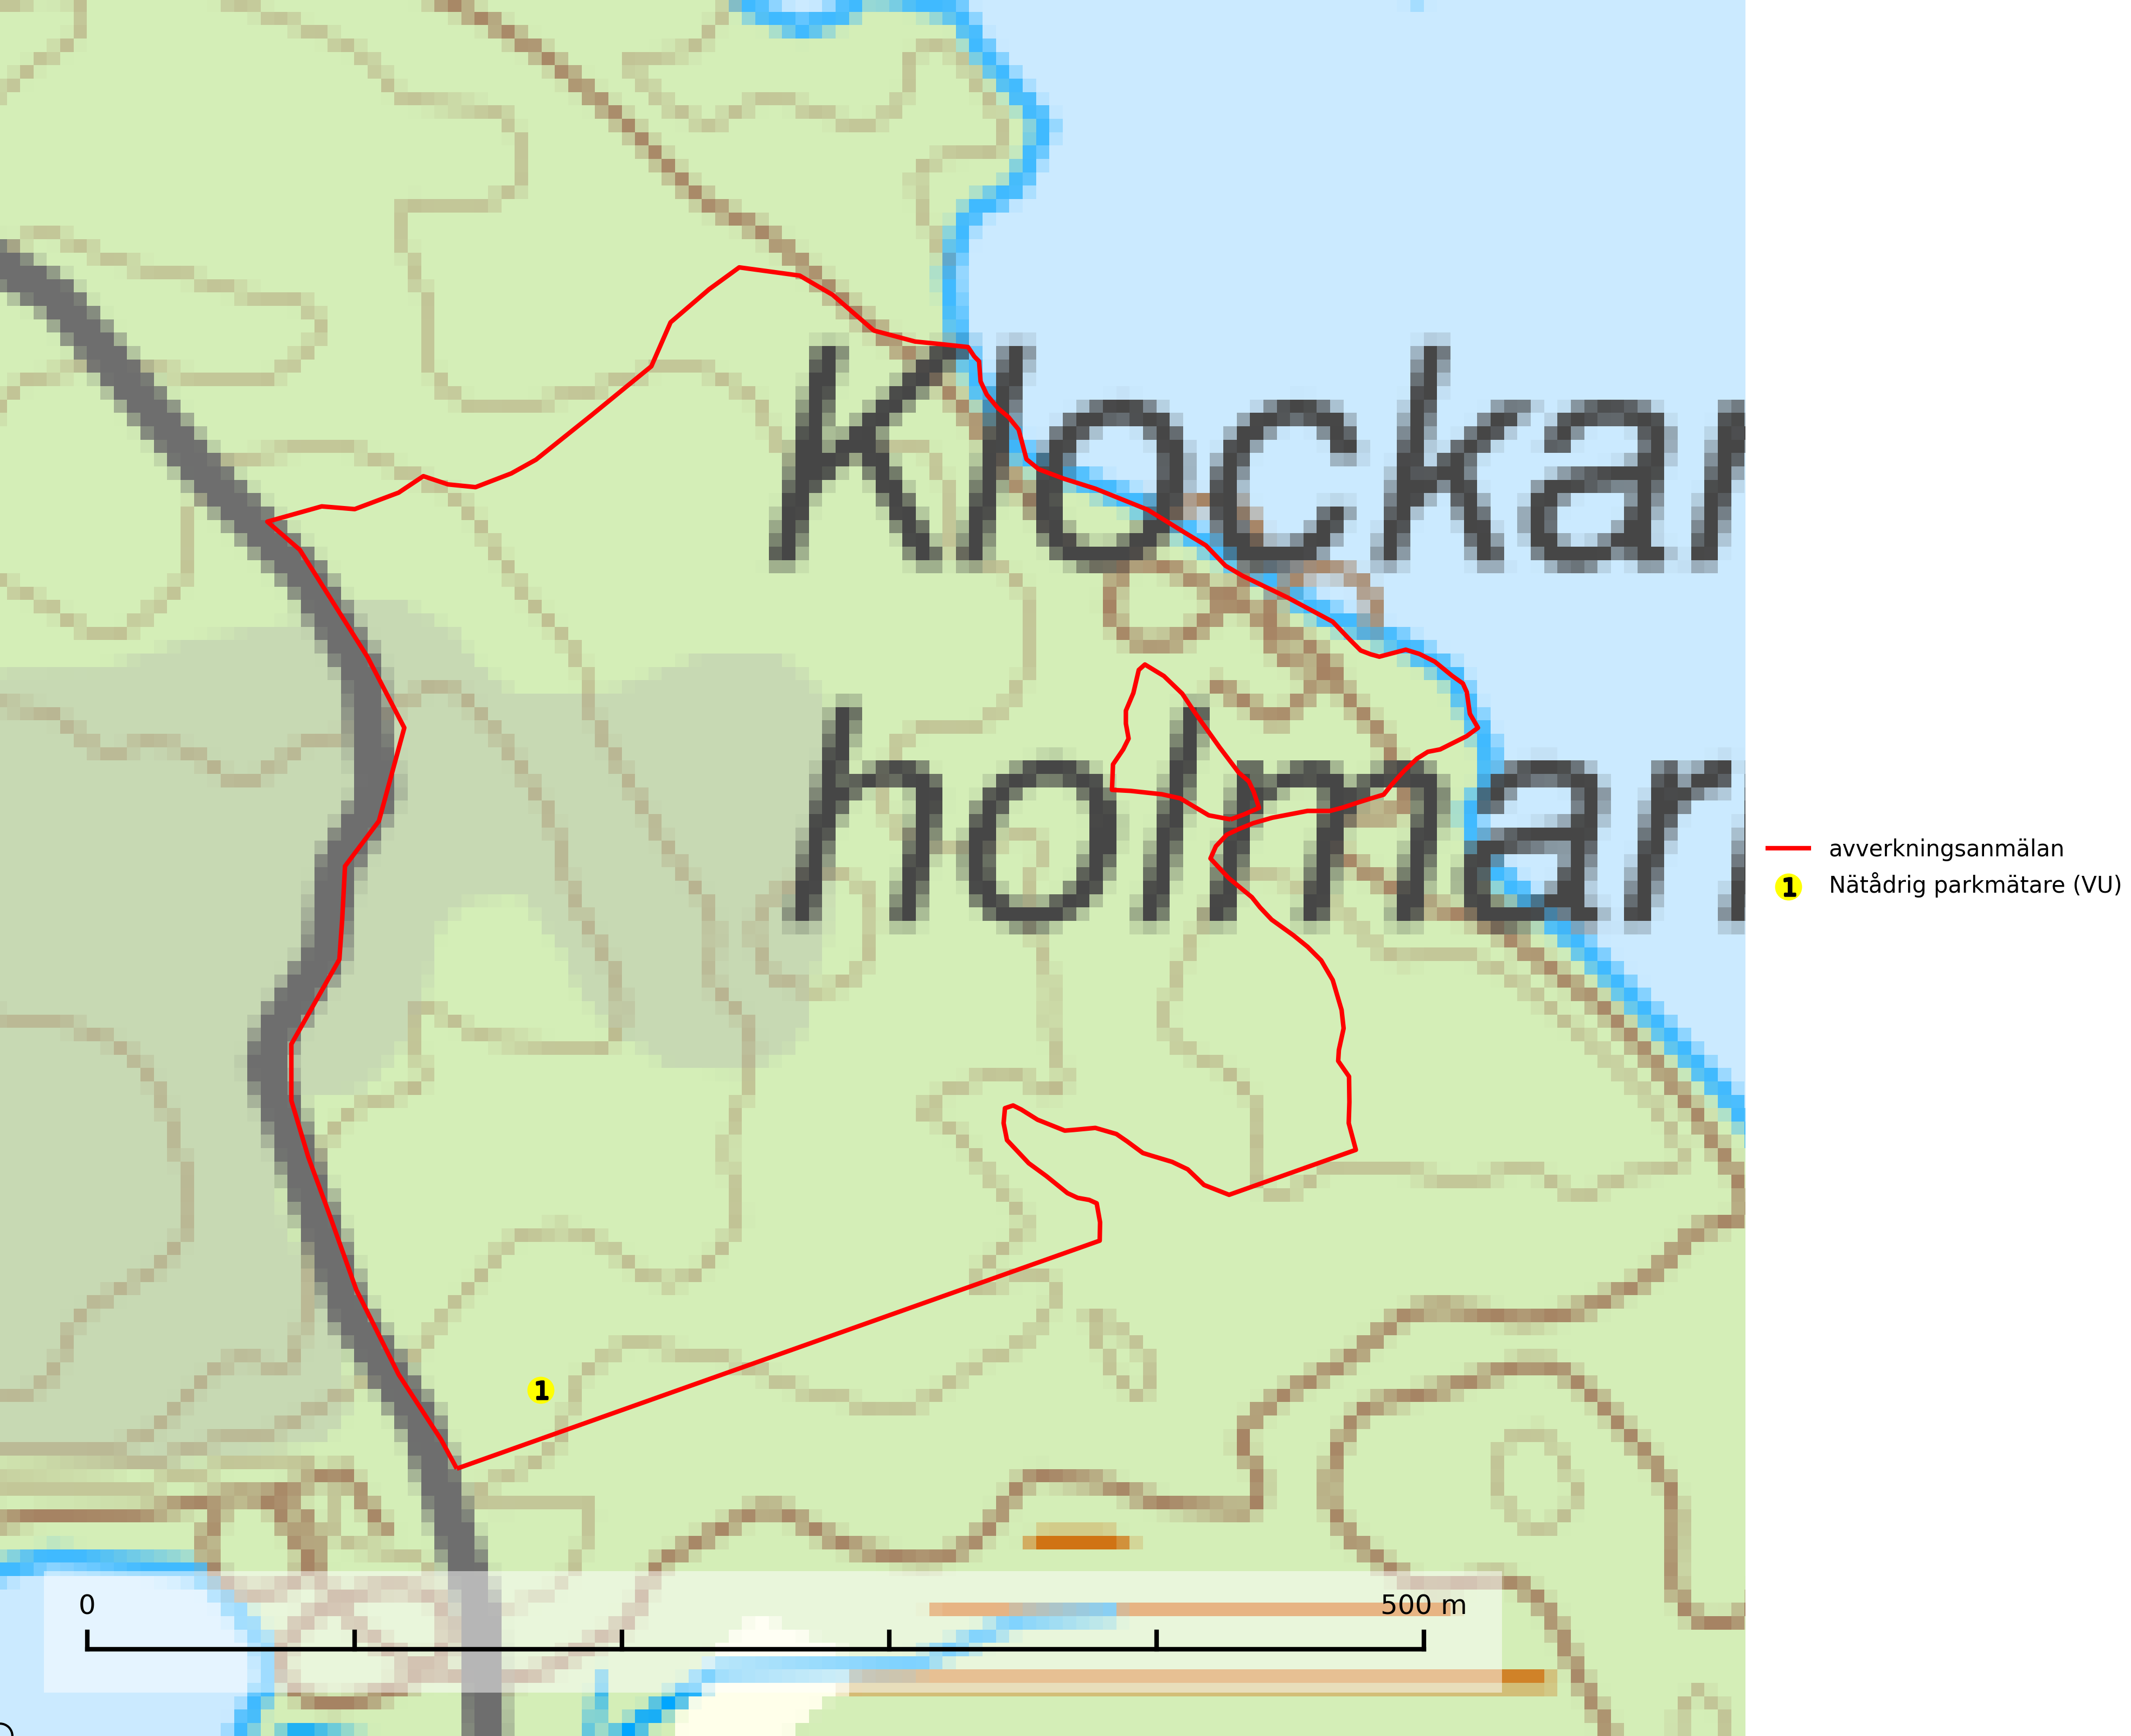 Klockar
holmar
avverkningsanmälan
1 Nätådrig parkmätare (VU)
1
0 500 m